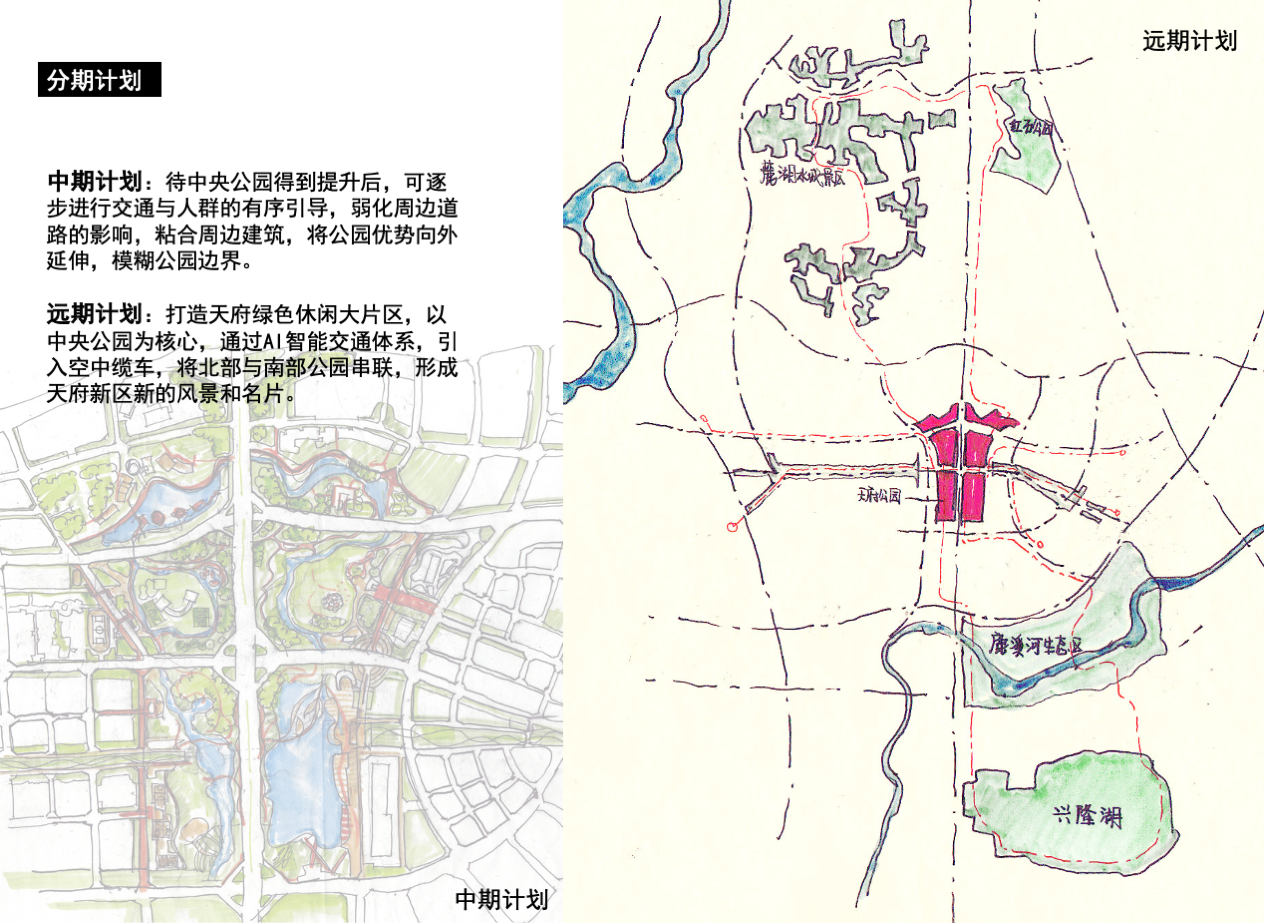 分期计划
中期计划：待中央公园得到提升后，可逐
步进行交通与人群的有序引导，弱化周边道
路的影响，粘合周边建筑，将公园优势向外
延伸，模糊公园边界。
远期计划：打造天府绿色休闲大片区，以
中央公园为核心，通过AI智能交通体系，引
入空中缆车，将北部与南部公园串联，形成
天府新区新的风景和名片。
中期计划
远期计划
红石公园
麓湖水城景区
天府公园
鹿溪河生态区
兴隆湖